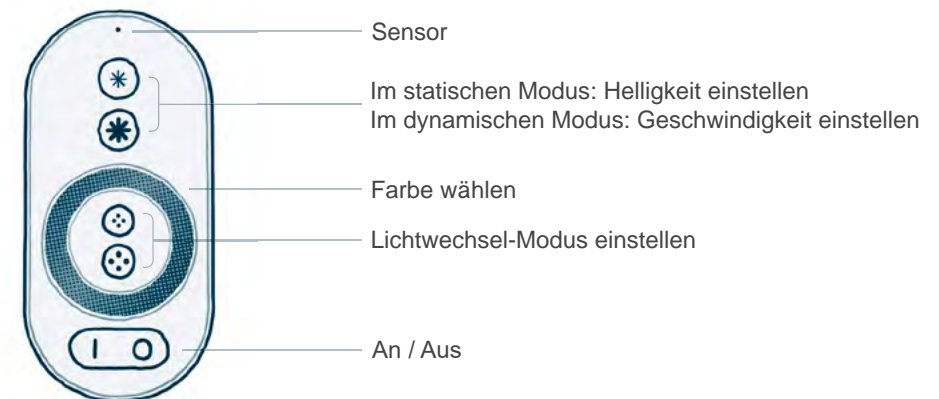 Sensor
Im statischen Modus: Helligkeit einstellen
Im dynamischen Modus: Geschwindigkeit einstellen
Farbe wählen
Lichtwechsel-Modus einstellen
An / Aus